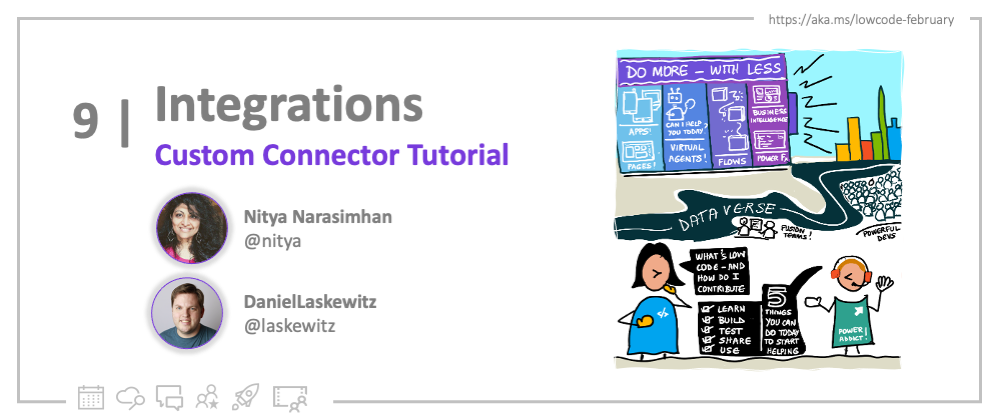 https://aka.ms/lowcode-february
9 |
Integrations
Custom Connector Tutorial
Nitya Narasimhan
@nitya
DanielLaskewitz
@laskewitz
DO MORE — WITH LESS
APPS!
PAGES!
CAN I HELP
YOU TODAY
VIRTUAL
AGENTS!
FLOWS
BUSINESS
INTELLIGENCE
POWER FX
DATAVERSE
FUSION
TEAMS!
POWERFUL
DEVS
WHAT'S LOW
CODE - AND
HOW DO I
CONTRIBUTE
LEARN
BUILD
TEST
SHARE
USE
5
THINGS
YOU CAN
DO TODAY
TO START
HELPING
</>
POWER
ADDICT!